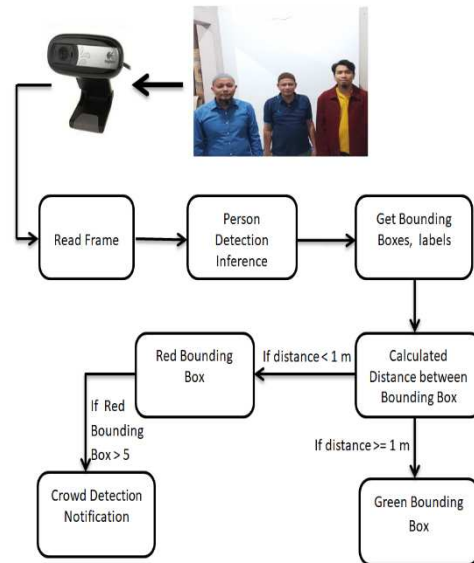 Read Frame
Person
Detection
Inference
Get Bounding
Boxes, labels
Calculated
Distance between
Bounding Box
If distance < 1 m
Red Bounding
Box
If Red
Bounding
Box > 5
Crowd Detection
Notification
If distance >= 1 m
Green Bounding
Box